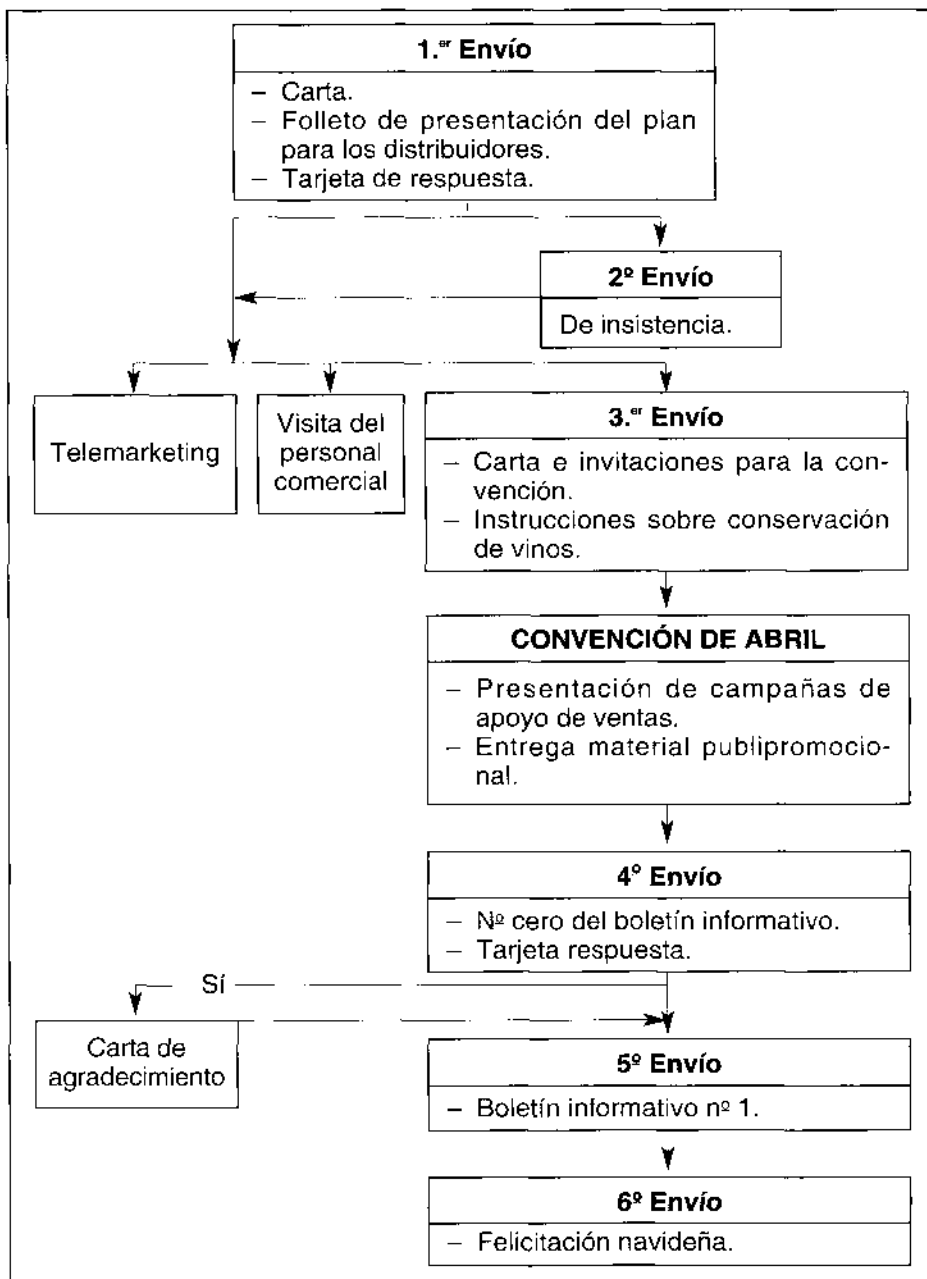 1.er Envío
– Carta.
– Folleto de presentación del plan
para los distribuidores.
– Tarjeta de respuesta.
2º Envío
De insistencia.
Telemarketing
Visita del
personal
comercial
3.er Envío
– Carta e invitaciones para la con-
vención.
– Instrucciones sobre conservación
de vinos.
CONVENCIÓN DE ABRIL
– Presentación de campañas de
apoyo de ventas.
– Entrega material publipromocio-
nal.
4º Envío
– Nº cero del boletín informativo.
– Tarjeta respuesta.
Sí
Carta de
agradecimiento
5º Envío
– Boletín informativo nº 1.
6º Envío
– Felicitación navideña.